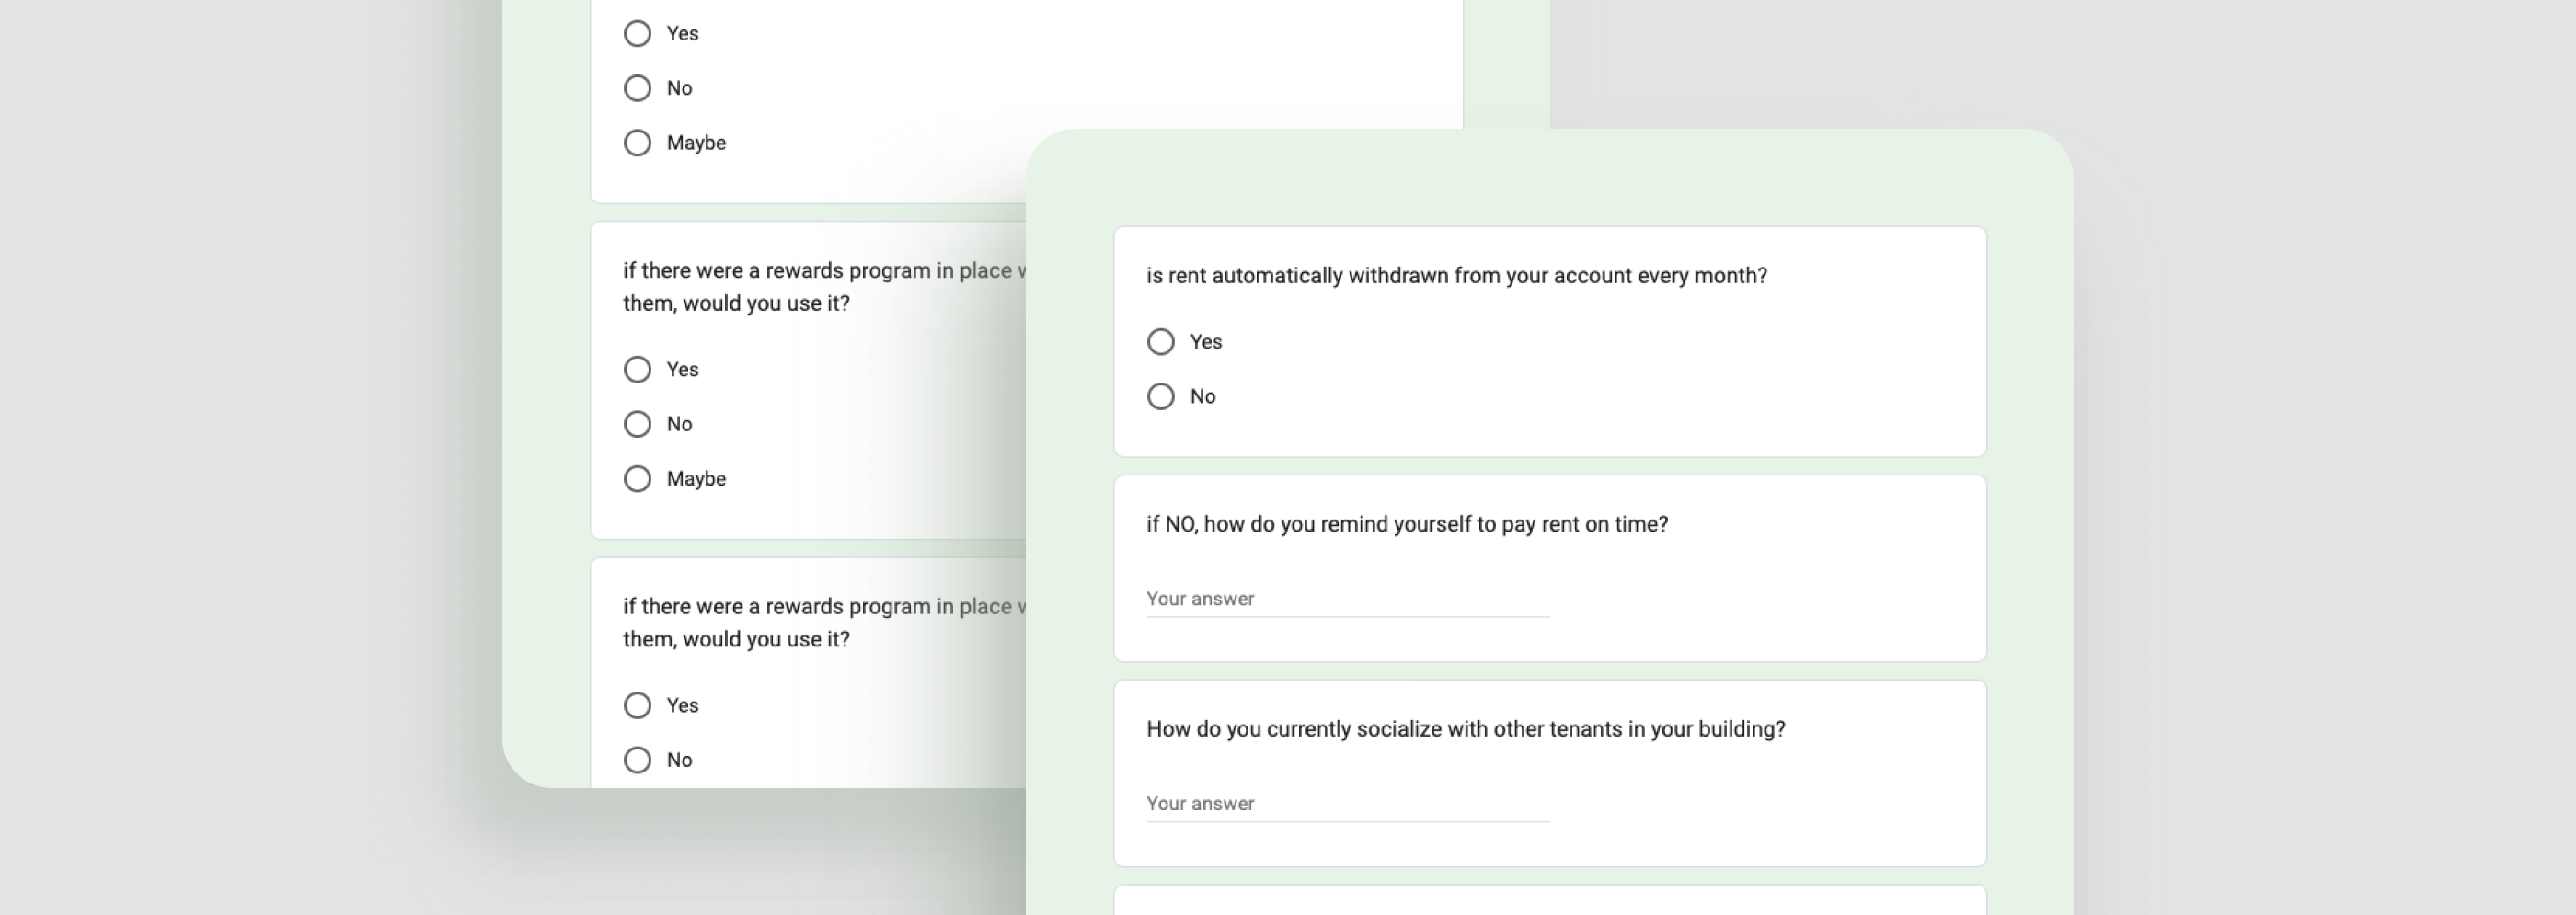 Yes
No
Maybe
if there were a rewards program in place
them, would you use it?
Yes
No
Maybe
if there were a rewards program in place
them, would you use it?
Yes
No
is rent automatically withdrawn from your account every month?
Yes
No
if NO, how do you remind yourself to pay rent on time?
Your answer
How do you currently socialize with other tenants in your building?
Your answer